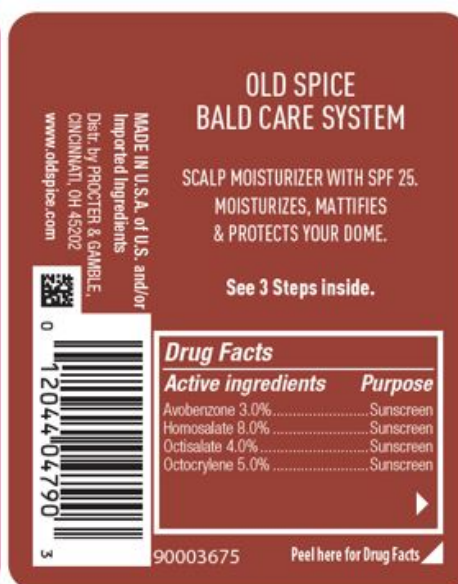 OLD SPICE
BALD CARE SYSTEM
SCALP MOISTURIZER WITH SPF 25.
MOISTURIZES, MATTIFIES
& PROTECTS YOUR DOME.
See 3 Steps inside.
MADE IN U.S.A. of U.S. and/or
Imported Ingredients
Distr. by PROCTER & GAMBLE,
CINCINNATI, OH 45202
www.oldspice.com
0 12044 04790 3
Drug Facts
Active ingredients Purpose
Avobenzone 3.0%..........................Sunscreen
Homosalate 8.0%..........................Sunscreen
Octisalate 4.0%..........................Sunscreen
Octocrylene 5.0%..........................Sunscreen
90003675
Peel here for Drug Facts